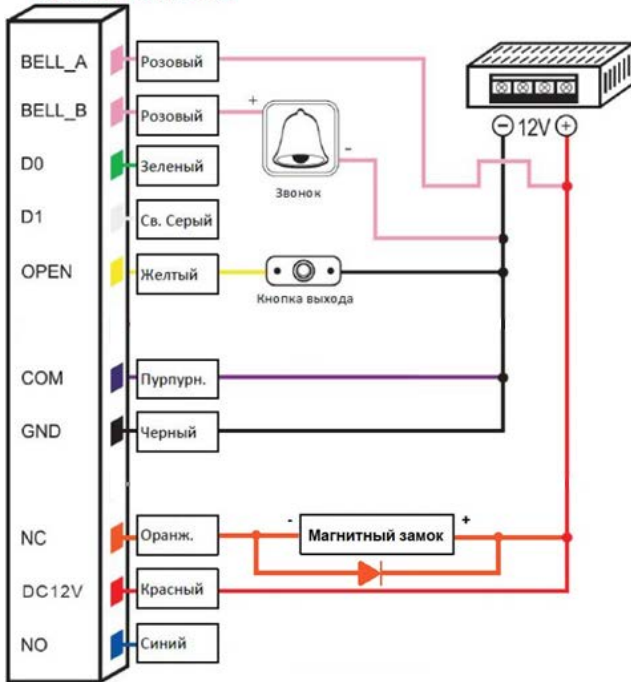 BELL_A Розовый
BELL_B Розовый + -
Звонок
− 12V +
D0 Зеленый
D1 Св. Серый
OPEN Желтый
Кнопка выхода
COM Пурпурн.
GND Черный
NC Оранж. - Магнитный замок +
DC12V Красный
NO Синий